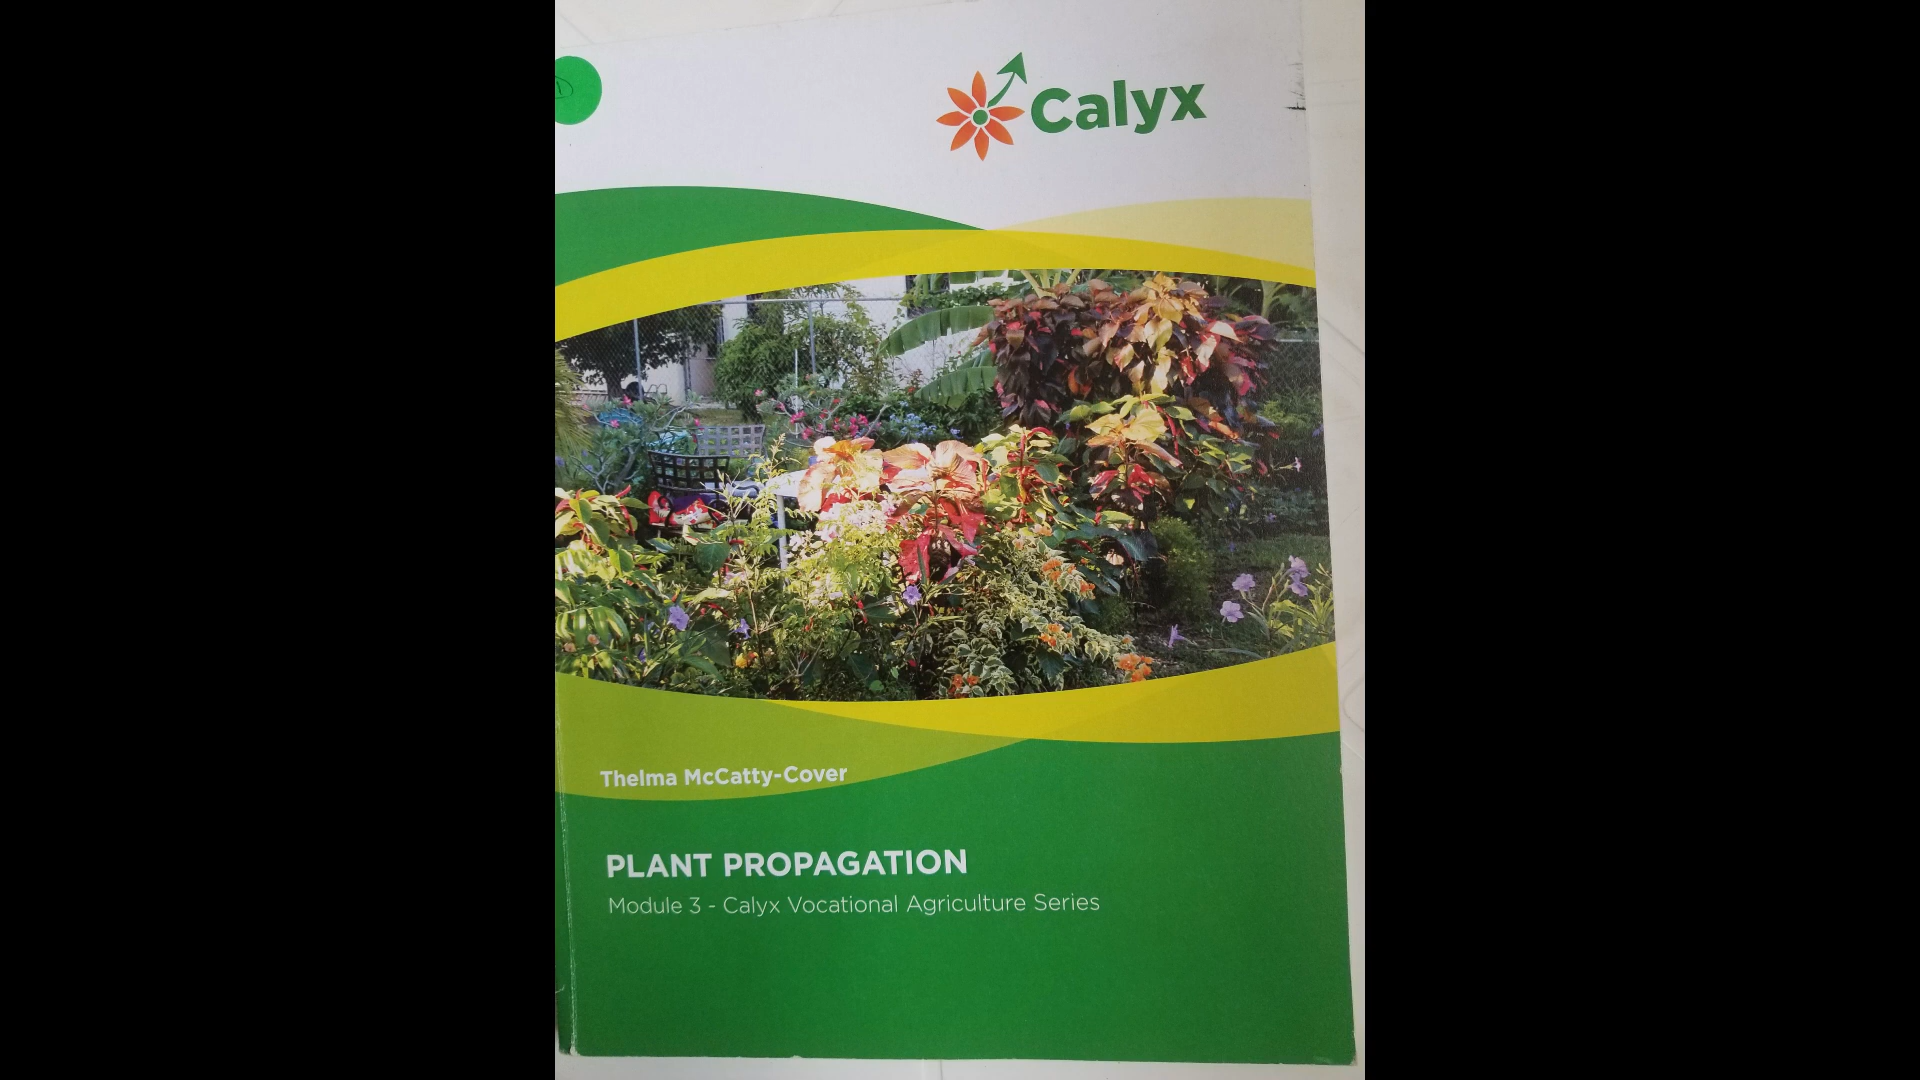 Calyx
Thelma McCatty-Cover
PLANT PROPAGATION
Module 3 - Calyx Vocational Agriculture Series